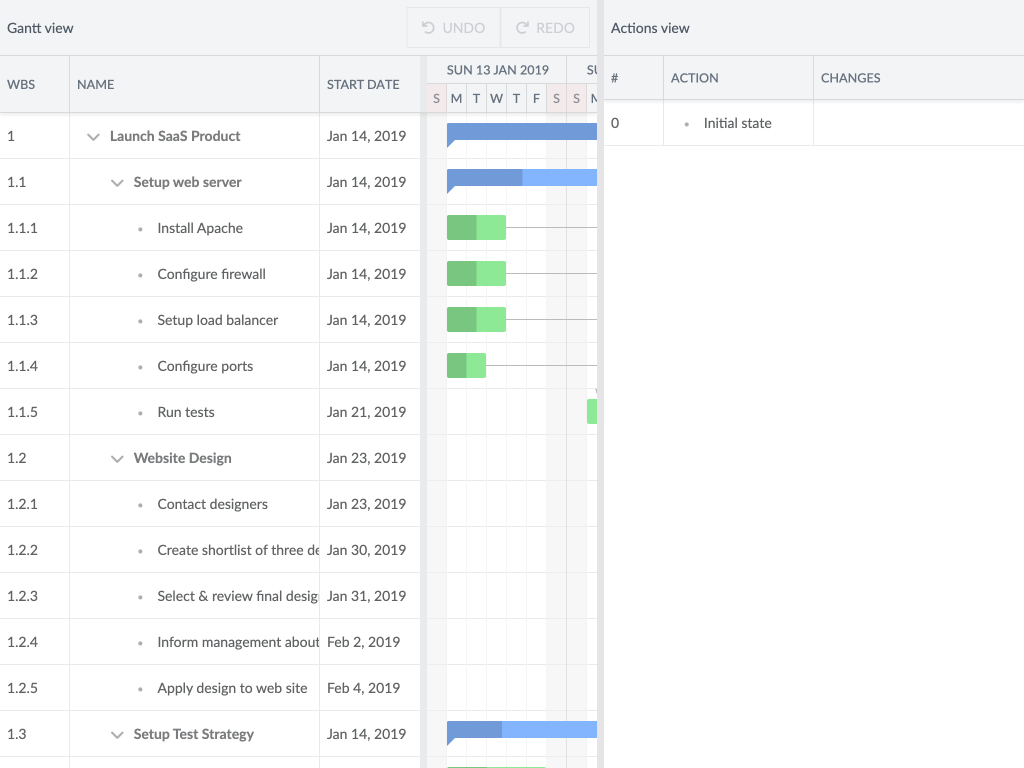 Gantt view
UNDO
REDO
Actions view
WBS
NAME
START DATE
SUN 13 JAN 2019
S M T W T F S S
#
ACTION
CHANGES
1 Launch SaaS Product Jan 14, 2019
0 Initial state
1.1 Setup web server Jan 14, 2019
1.1.1 Install Apache Jan 14, 2019
1.1.2 Configure firewall Jan 14, 2019
1.1.3 Setup load balancer Jan 14, 2019
1.1.4 Configure ports Jan 14, 2019
1.1.5 Run tests Jan 21, 2019
1.2 Website Design Jan 23, 2019
1.2.1 Contact designers Jan 23, 2019
1.2.2 Create shortlist of three Jan 30, 2019
1.2.3 Select & review final Jan 31, 2019
1.2.4 Inform management about Feb 2, 2019
1.2.5 Apply design to web site Feb 4, 2019
1.3 Setup Test Strategy Jan 14, 2019